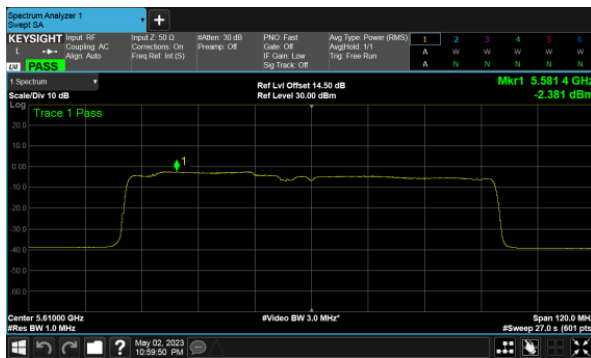 Spectrum Analyzer 1
Swept SA
KEYSIGHT Input: RF Input Z: 50 Ω #Atten: 30 dB PNO: Fast Avg Type: Power (RMS) 1 2 3 4 5 6
L Coupling: AC Corrections: On Preamp: Off Gate: Off Avg|Hold: 1/1 A W W W W W
Align: Auto Freq Ref: Int (S) IF Gain: Low Trig: Free Run
LXI PASS Sig Track: Off A N N N N N
1 Spectrum Ref Lvl Offset 14.50 dB Mkr1 5.581 4 GHz
Scale/Div 10 dB Ref Level 30.00 dBm -2.381 dBm
Log
Trace 1 Pass
20.0
10.0
1
0.00
-10.0
-20.0
-30.0
-40.0
-50.0
-60.0
Center 5.61000 GHz #Video BW 3.0 MHz* Span 120.0 MHz
#Res BW 1.0 MHz #Sweep 27.0 s (601 pts
? May 02, 2023
10:59:50 PM